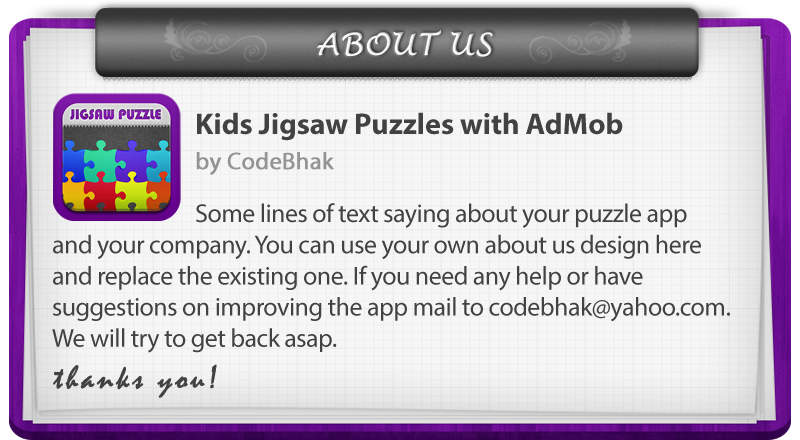 ABOUT US
JIGSAW PUZZLE
Kids Jigsaw Puzzles with AdMob
by CodeBhak
Some lines of text saying about your puzzle app
and your company. You can use your own about us design here
and replace the existing one. If you need any help or have
suggestions on improving the app mail to codebhak@yahoo.com.
We will try to get back asap.
thanks you!